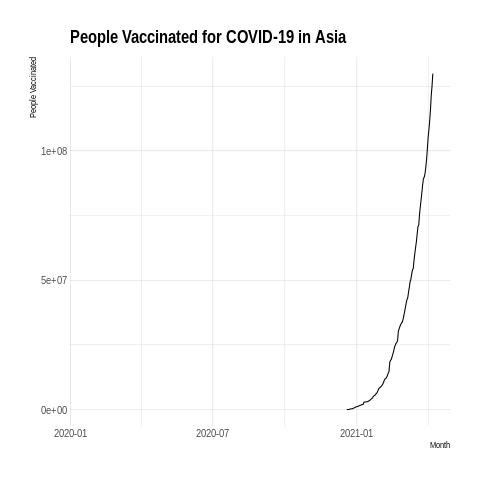 People Vaccinated for COVID-19 in Asia
People Vaccinated
1e+08
5e+07
0e+00
2020-01 2020-07 2021-01
Month